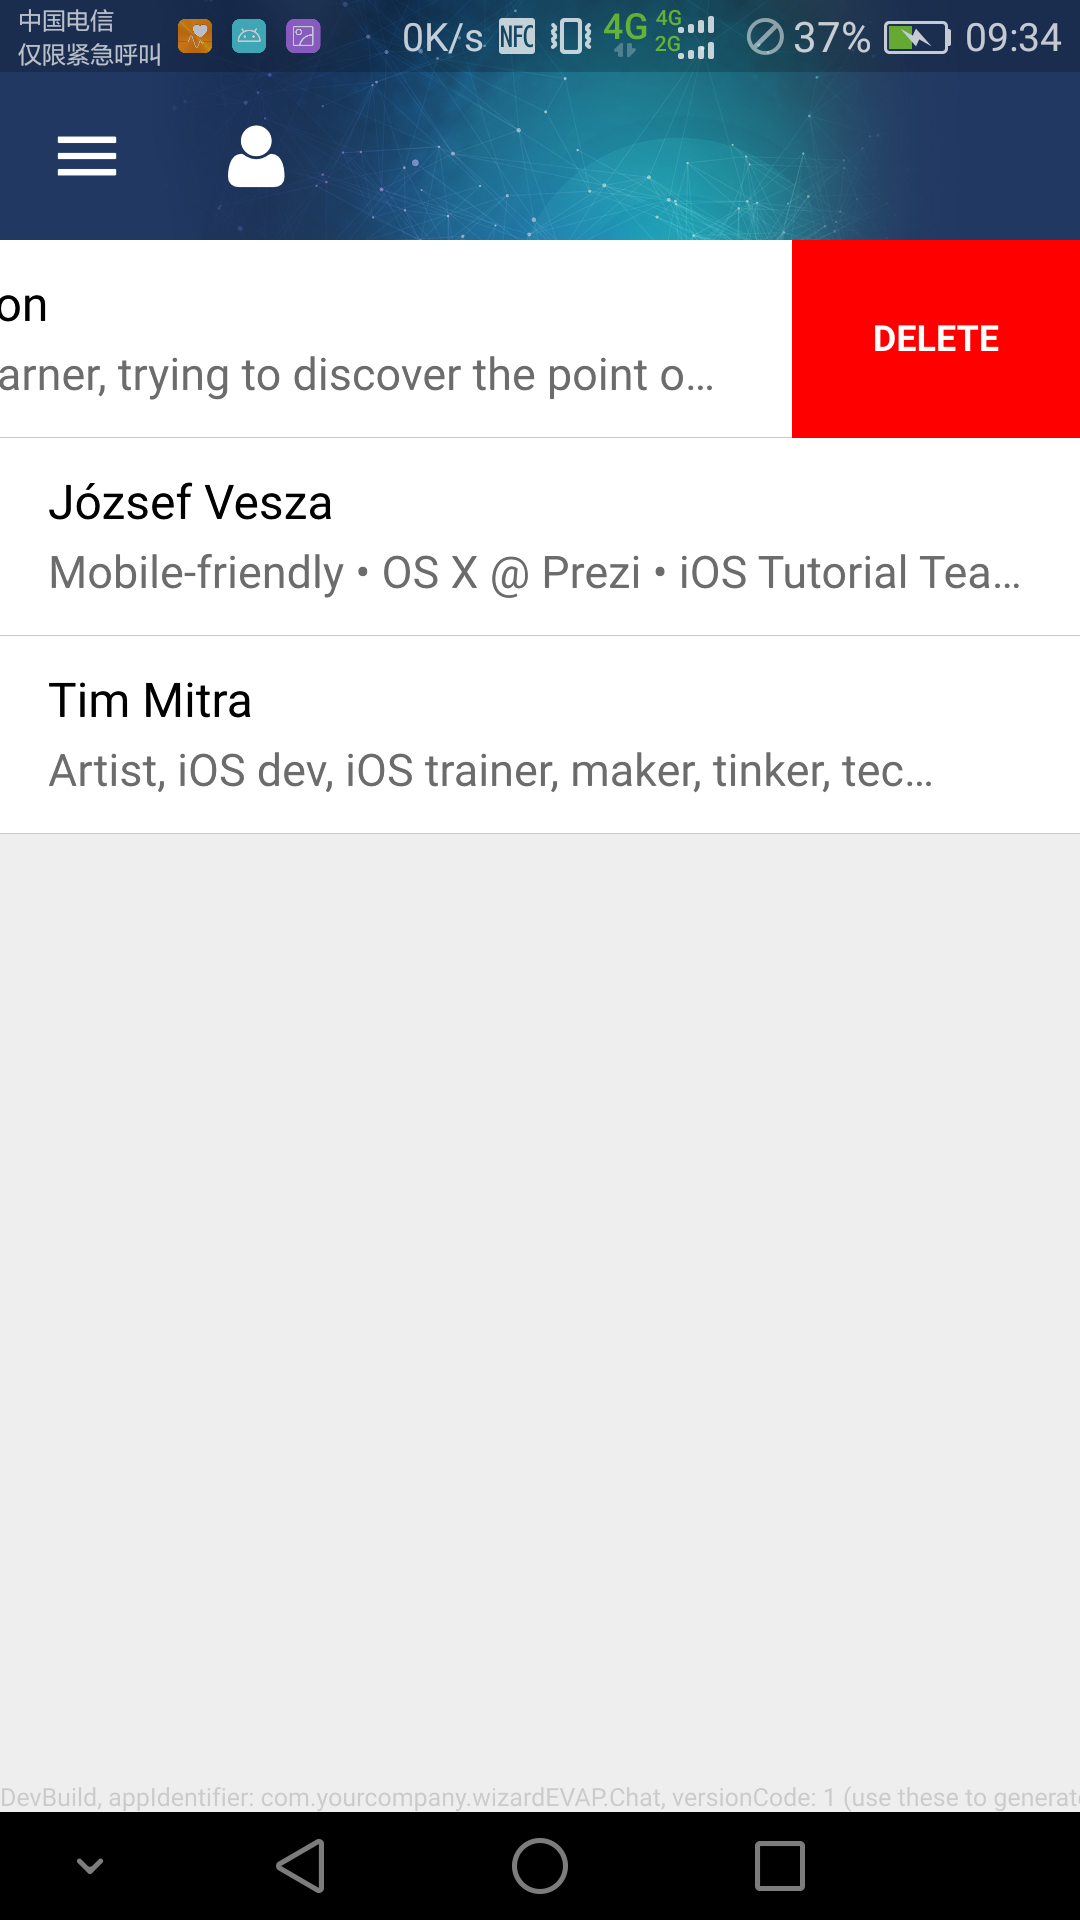 中国电信
仅限紧急呼叫
0K/s NFC 4G 4G 2G 37% 09:34
on
arner, trying to discover the point o...
DELETE
József Vesza
Mobile-friendly • OS X @ Prezi • iOS Tutorial Tea...
Tim Mitra
Artist, iOS dev, iOS trainer, maker, tinker, tec...
DevBuild, appIdentifier: com.yourcompany.wizardEVAP.Chat, versionCode: 1 (use these to generate